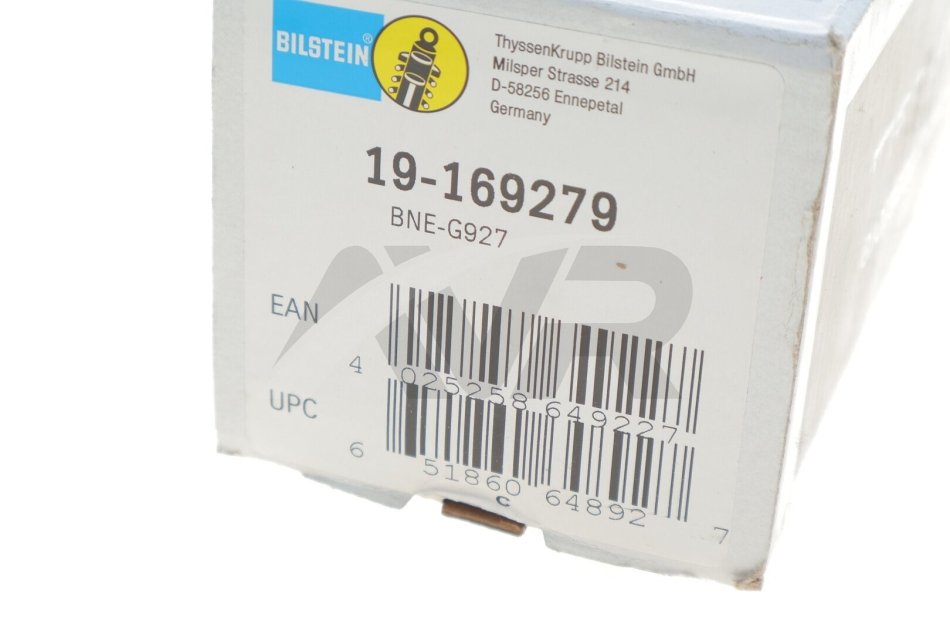 BILSTEIN®
ThyssenKrupp Bilstein GmbH
Milsper Strasse 214
D-58256 Ennepetal
Germany
19-169279
BNE-G927
AVR
EAN
4 025258 649227
UPC
6 51860 64892 7
C